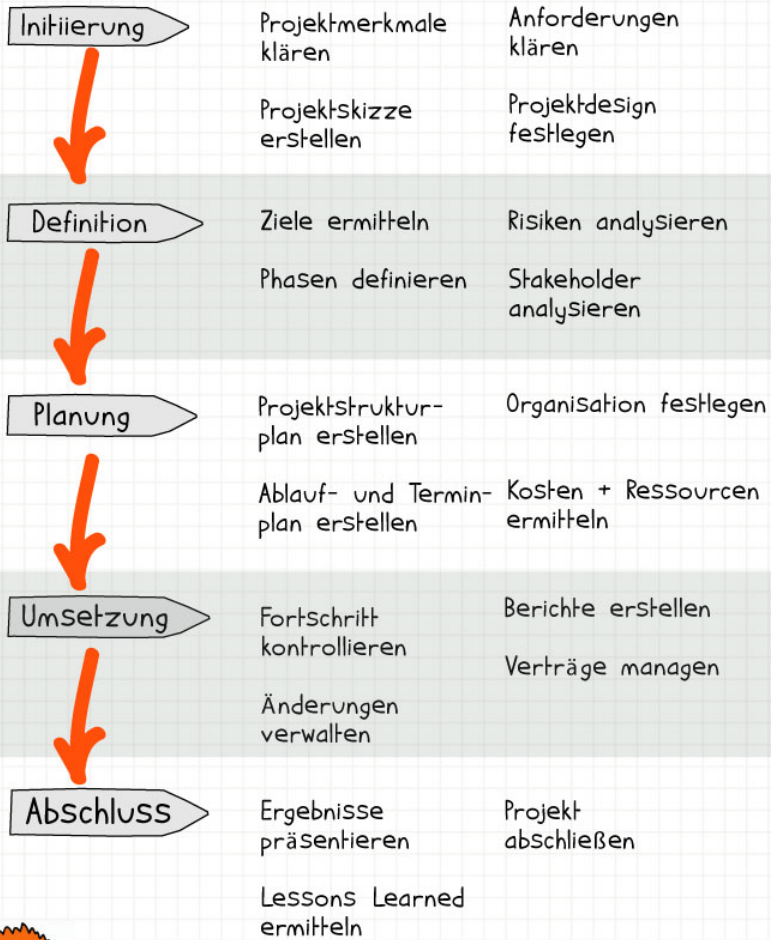 Initiierung
Projektmerkmale
klären
Projektskizze
erstellen
Anforderungen
klären
Projektdesign
festlegen
Definition
Ziele ermitteln
Phasen definieren
Risiken analysieren
Stakeholder
analysieren
Planung
Projektstruktur-
plan erstellen
Ablauf- und Termin-
plan erstellen
Organisation festlegen
Kosten + Ressourcen
ermitteln
Umsetzung
Fortschritt
kontrollieren
Änderungen
verwalten
Berichte erstellen
Verträge managen
Abschluss
Ergebnisse
präsentieren
Lessons Learned
ermitteln
Projekt
abschließen